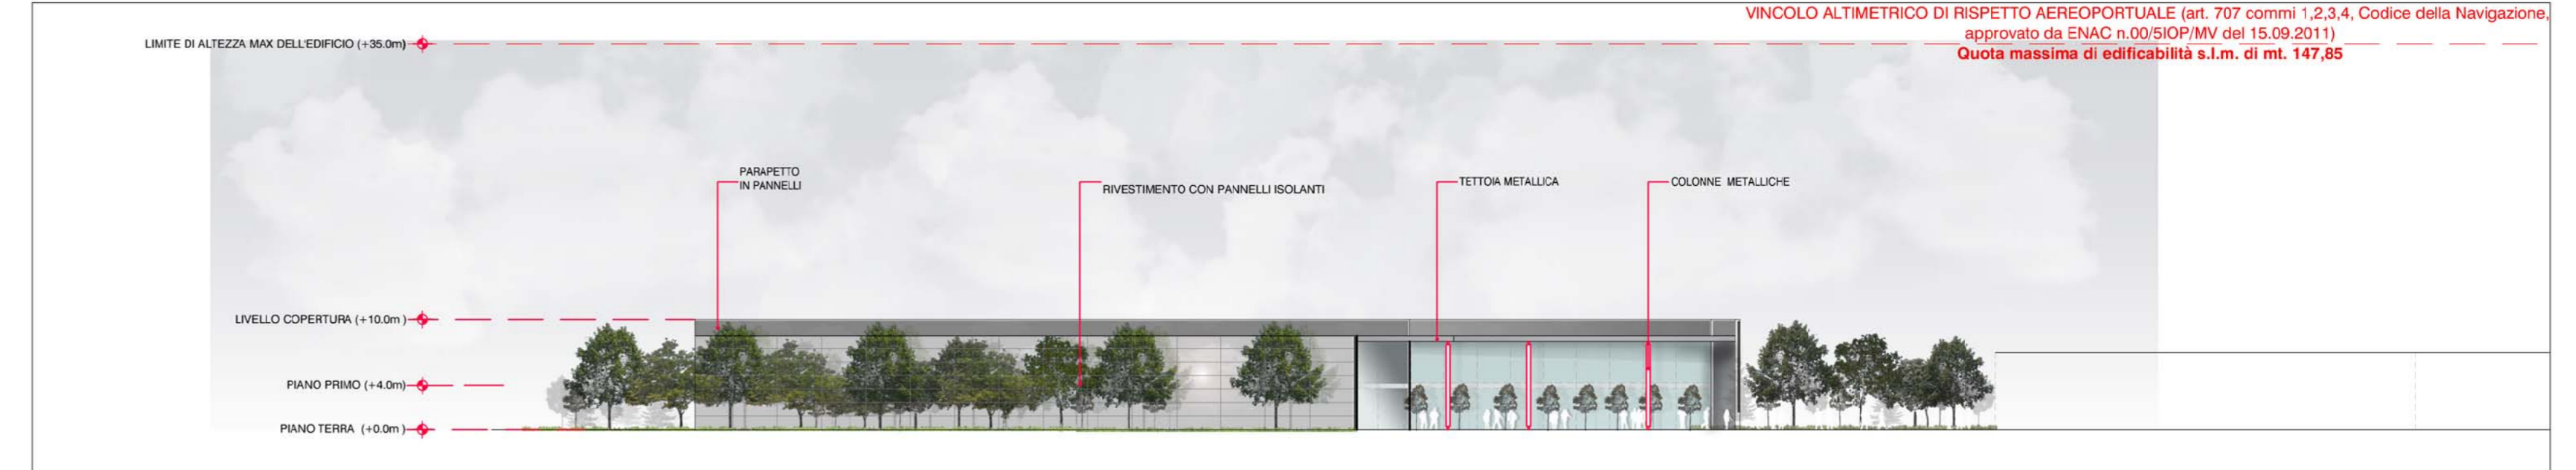 VINCOLO ALTIMETRICO DI RISPETTO AEREOPORTUALE (art. 707 commi 1,2,3,4, Codice della Navigazione,
approvato da ENAC n.00/5IOP/MV del 15.09.2011)
Quota massima di edificabilità s.l.m. di mt. 147,85
LIMITE DI ALTEZZA MAX DELL'EDIFICIO (+35.0m)
PARAPETTO
IN PANNELLI
RIVESTIMENTO CON PANNELLI ISOLANTI
TETTOIA METALLICA
COLONNE METALLICHE
LIVELLO COPERTURA (+10.0m )
PIANO PRIMO (+4.0m)
PIANO TERRA (+0.0m )